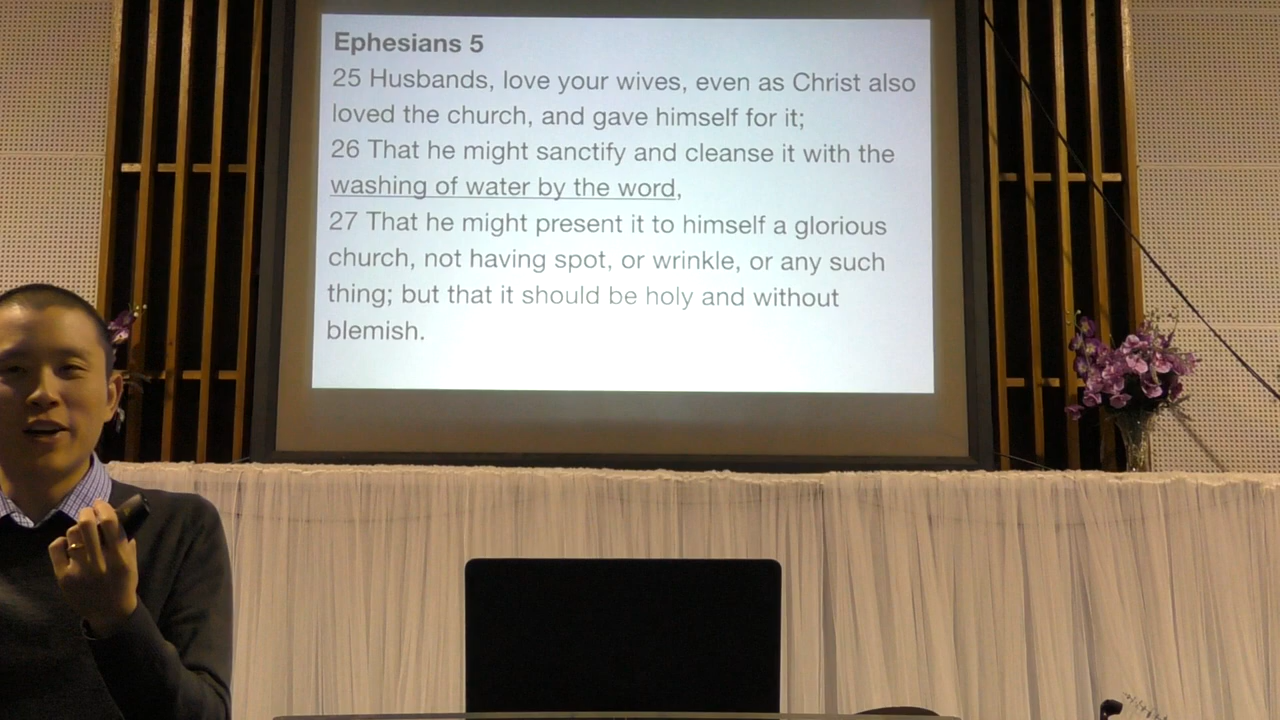 Ephesians 5
25 Husbands, love your wives, even as Christ also
loved the church, and gave himself for it;
26 That he might sanctify and cleanse it with the
washing of water by the word,
27 That he might present it to himself a glorious
church, not having spot, or wrinkle, or any such
thing; but that it should be holy and without
blemish.